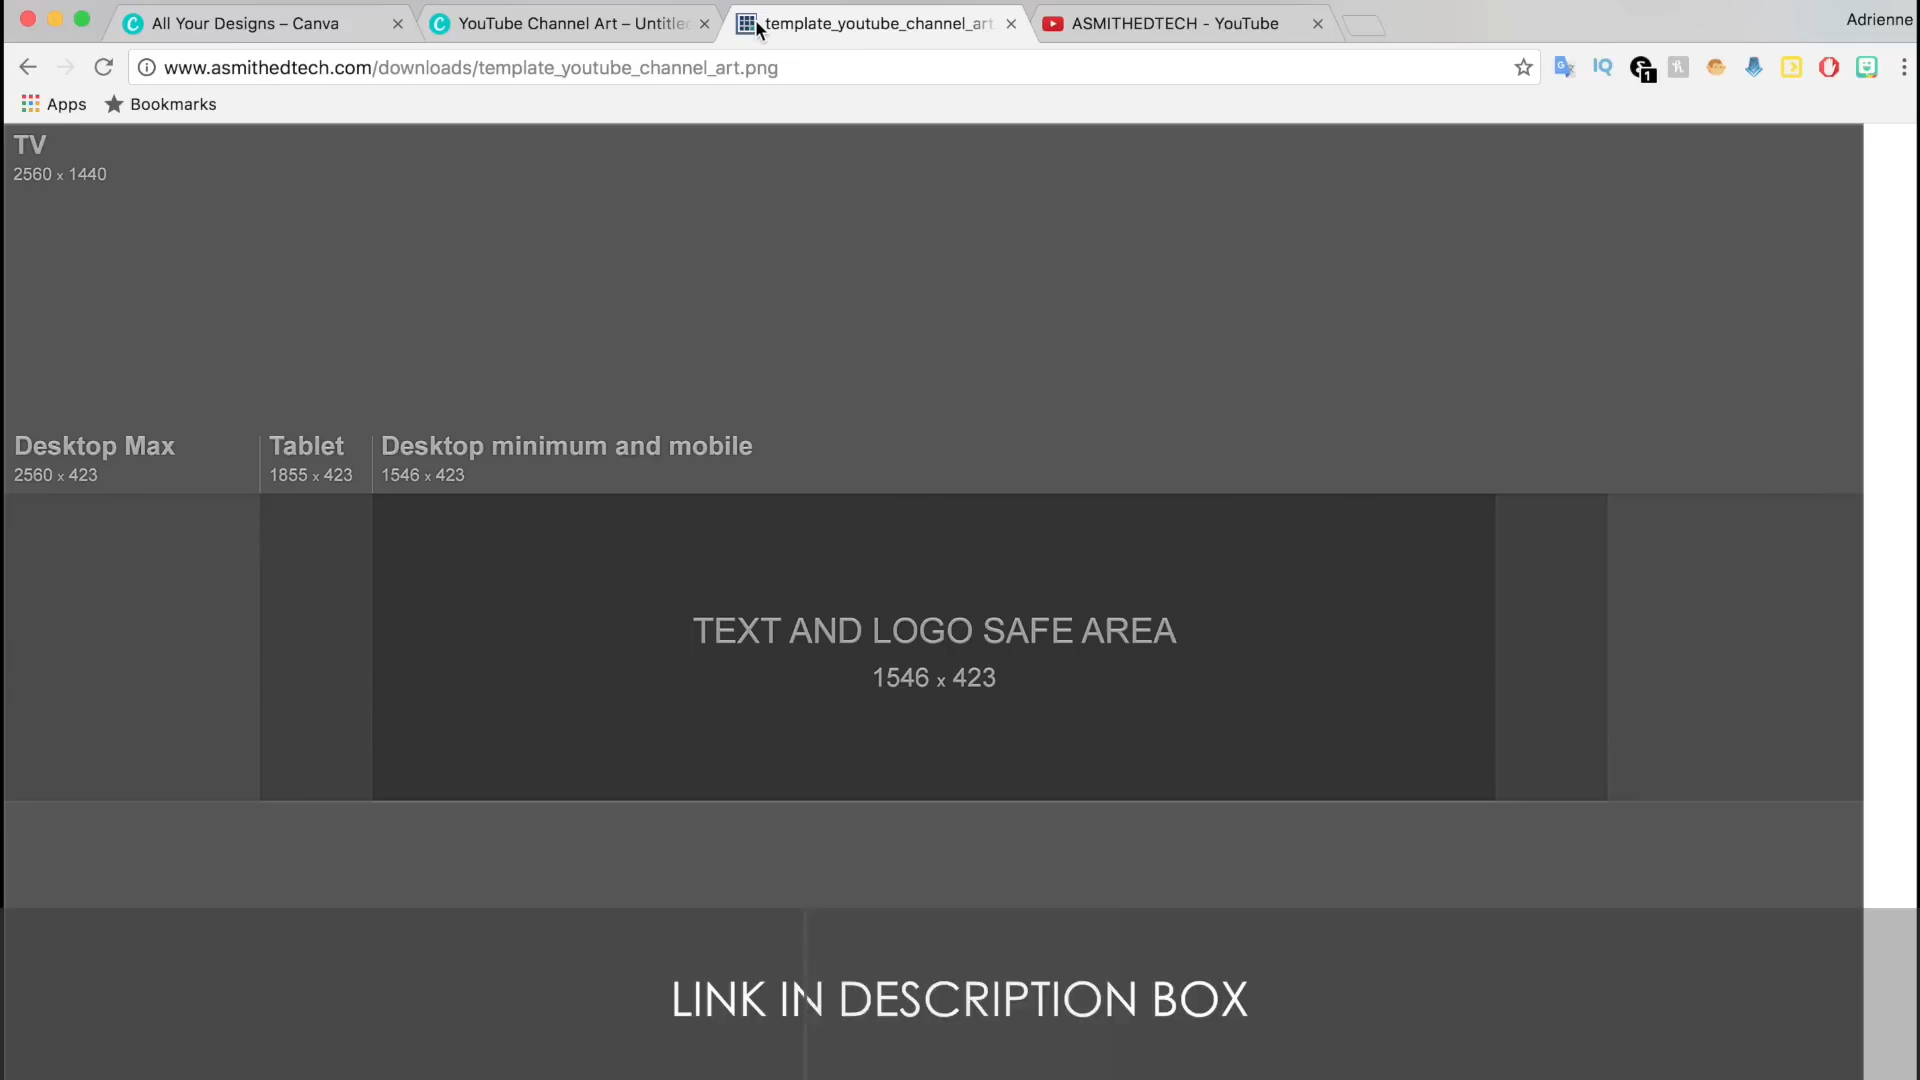 All Your Designs – Canva
YouTube Channel Art – Untitle
template_youtube_channel_art
ASMITHEDTECH - YouTube
Adrienne
www.asmithedtech.com/downloads/template_youtube_channel_art.png
IQ
1
Apps
Bookmarks
TV
2560 x 1440
Desktop Max
2560 x 423
Tablet
1855 x 423
Desktop minimum and mobile
1546 x 423
TEXT AND LOGO SAFE AREA
1546 x 423
LINK IN DESCRIPTION BOX